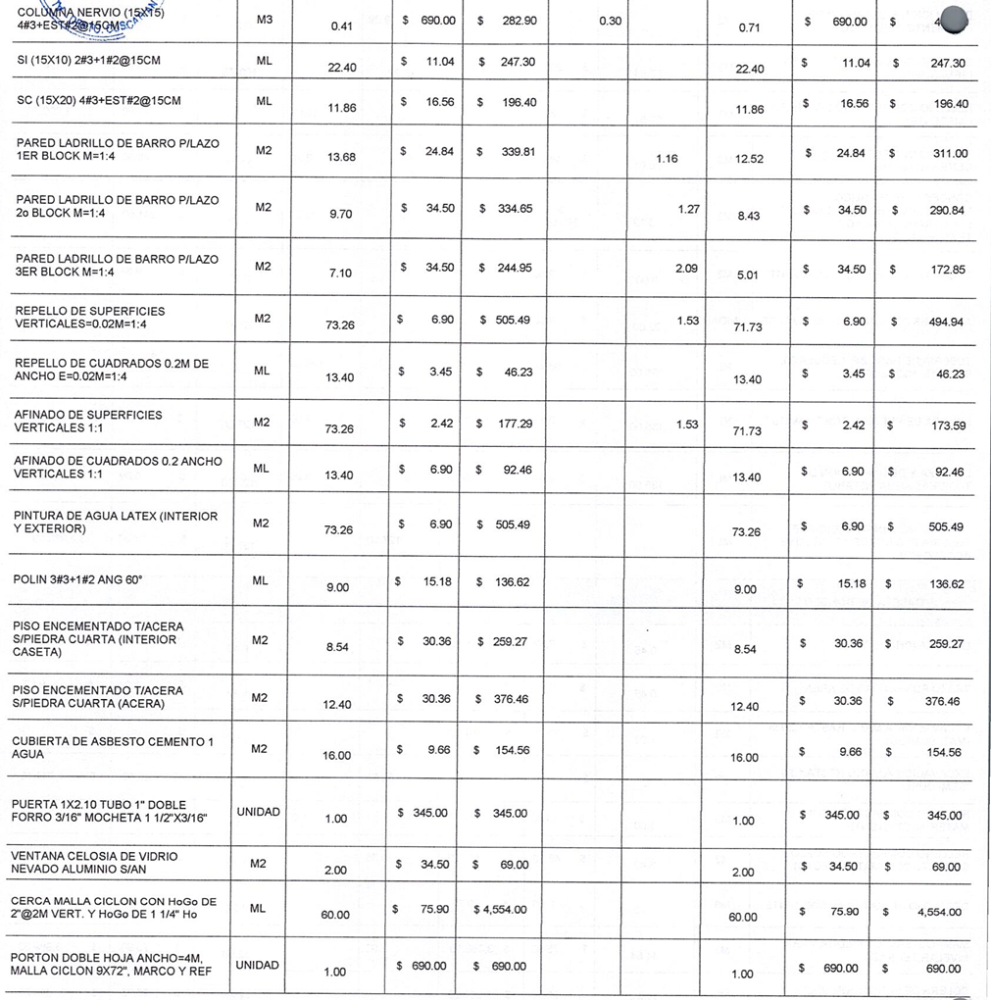 COLUMNA NERVIO (15X15) M3 0.41 $ 690.00 $ 282.90 0.30 0.71 $ 690.00 $
4#3+EST#2@15CM
SI (15X10) 2#3+1#2@15CM ML 22.40 $ 11.04 $ 247.30 22.40 $ 11.04 $ 247.30
SC (15X20) 4#3+EST#2@15CM ML 11.86 $ 16.56 $ 196.40 11.86 $ 16.56 $ 196.40
PARED LADRILLO DE BARRO P/LAZO
1ER BLOCK M=1:4 M2 13.68 $ 24.84 $ 339.81 1.16 12.52 $ 24.84 $ 311.00
PARED LADRILLO DE BARRO P/LAZO
2o BLOCK M=1:4 M2 9.70 $ 34.50 $ 334.65 1.27 8.43 $ 34.50 $ 290.84
PARED LADRILLO DE BARRO P/LAZO
3ER BLOCK M=1:4 M2 7.10 $ 34.50 $ 244.95 2.09 5.01 $ 34.50 $ 172.85
REPELLO DE SUPERFICIES
VERTICALES=0.02M=1:4 M2 73.26 $ 6.90 $ 505.49 1.53 71.73 $ 6.90 $ 494.94
REPELLO DE CUADRADOS 0.2M DE
ANCHO E=0.02M=1:4 ML 13.40 $ 3.45 $ 46.23 13.40 $ 3.45 $ 46.23
AFINADO DE SUPERFICIES
VERTICALES 1:1 M2 73.26 $ 2.42 $ 177.29 1.53 71.73 $ 2.42 $ 173.59
AFINADO DE CUADRADOS 0.2 ANCHO
VERTICALES 1:1 ML 13.40 $ 6.90 $ 92.46 13.40 $ 6.90 $ 92.46
PINTURA DE AGUA LATEX (INTERIOR
Y EXTERIOR) M2 73.26 $ 6.90 $ 505.49 73.26 $ 6.90 $ 505.49
POLIN 3#3+1#2 ANG 60° ML 9.00 $ 15.18 $ 136.62 9.00 $ 15.18 $ 136.62
PISO ENCEMENTADO T/ACERA
S/PIEDRA CUARTA (INTERIOR M2 8.54 $ 30.36 $ 259.27 8.54 $ 30.36 $ 259.27
CASETA)
PISO ENCEMENTADO T/ACERA
S/PIEDRA CUARTA (ACERA) M2 12.40 $ 30.36 $ 376.46 12.40 $ 30.36 $ 376.46
CUBIERTA DE ASBESTO CEMENTO 1
AGUA M2 16.00 $ 9.66 $ 154.56 16.00 $ 9.66 $ 154.56
PUERTA 1X2.10 TUBO 1" DOBLE
FORRO 3/16" MOCHETA 1 1/2"X3/16" UNIDAD 1.00 $ 345.00 $ 345.00 1.00 $ 345.00 $ 345.00
VENTANA CELOSIA DE VIDRIO
NEVADO ALUMINIO S/AN M2 2.00 $ 34.50 $ 69.00 2.00 $ 34.50 $ 69.00
CERCA MALLA CICLON CON HoGo DE
2"@2M VERT. Y HoGo DE 1 1/4" Ho ML 60.00 $ 75.90 $ 4,554.00 60.00 $ 75.90 $ 4,554.00
PORTON DOBLE HOJA ANCHO=4M,
MALLA CICLON 9X72", MARCO Y REF UNIDAD 1.00 $ 690.00 $ 690.00 1.00 $ 690.00 $ 690.00